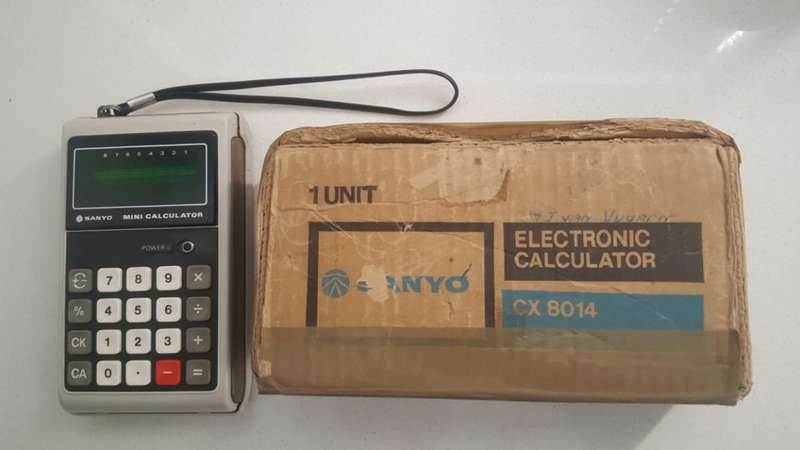 8 7 6 5 4 3 2 1
SANYO MINI CALCULATOR
POWER
7 8 9 ×
% 4 5 6 ÷
CK 1 2 3 +
CA 0 · − =
1 UNIT
ELECTRONIC
CALCULATOR
SANYO
CX 8014